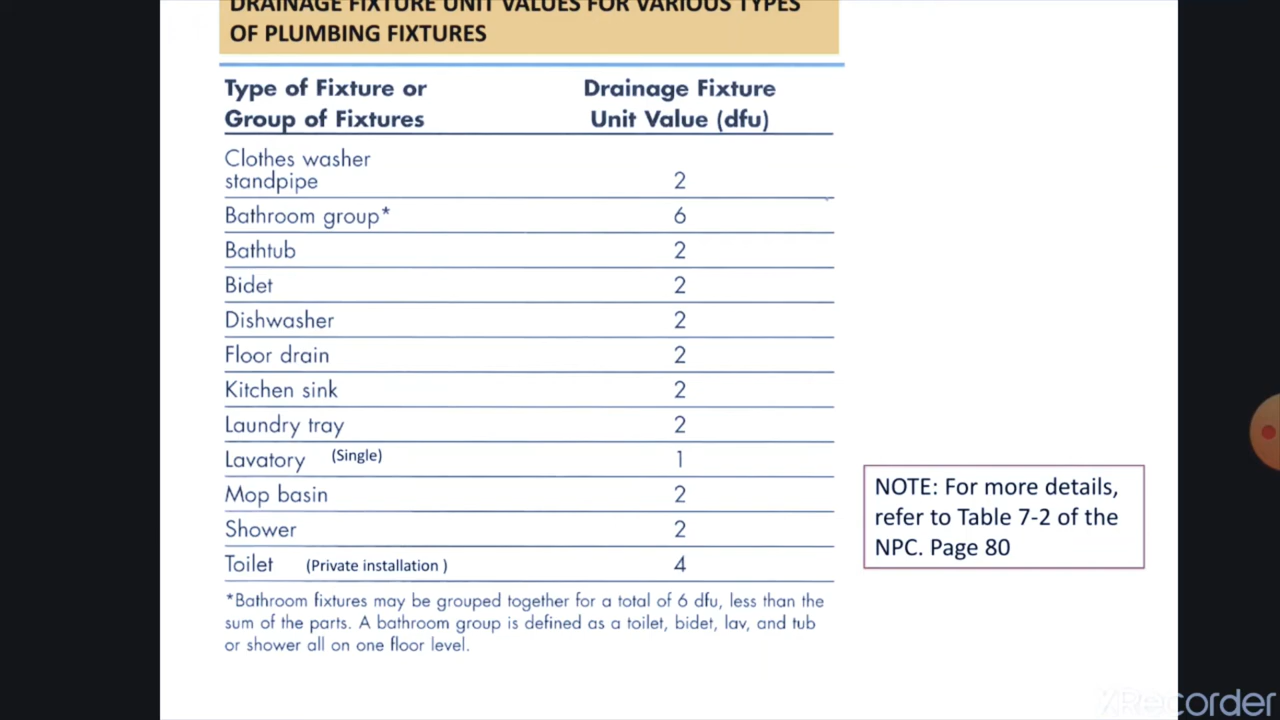 DRAINAGE FIXTURE UNIT VALUES FOR VARIOUS TYPES
OF PLUMBING FIXTURES
Type of Fixture or Drainage Fixture
Group of Fixtures Unit Value (dfu)
Clothes washer
standpipe 2
Bathroom group* 6
Bathtub 2
Bidet 2
Dishwasher 2
Floor drain 2
Kitchen sink 2
Laundry tray 2
Lavatory (Single) 1
Mop basin 2
Shower 2
Toilet (Private installation ) 4
*Bathroom fixtures may be grouped together for a total of 6 dfu, less than the
sum of the parts. A bathroom group is defined as a toilet, bidet, lav, and tub
or shower all on one floor level.
NOTE: For more details,
refer to Table 7-2 of the
NPC. Page 80
Recorder